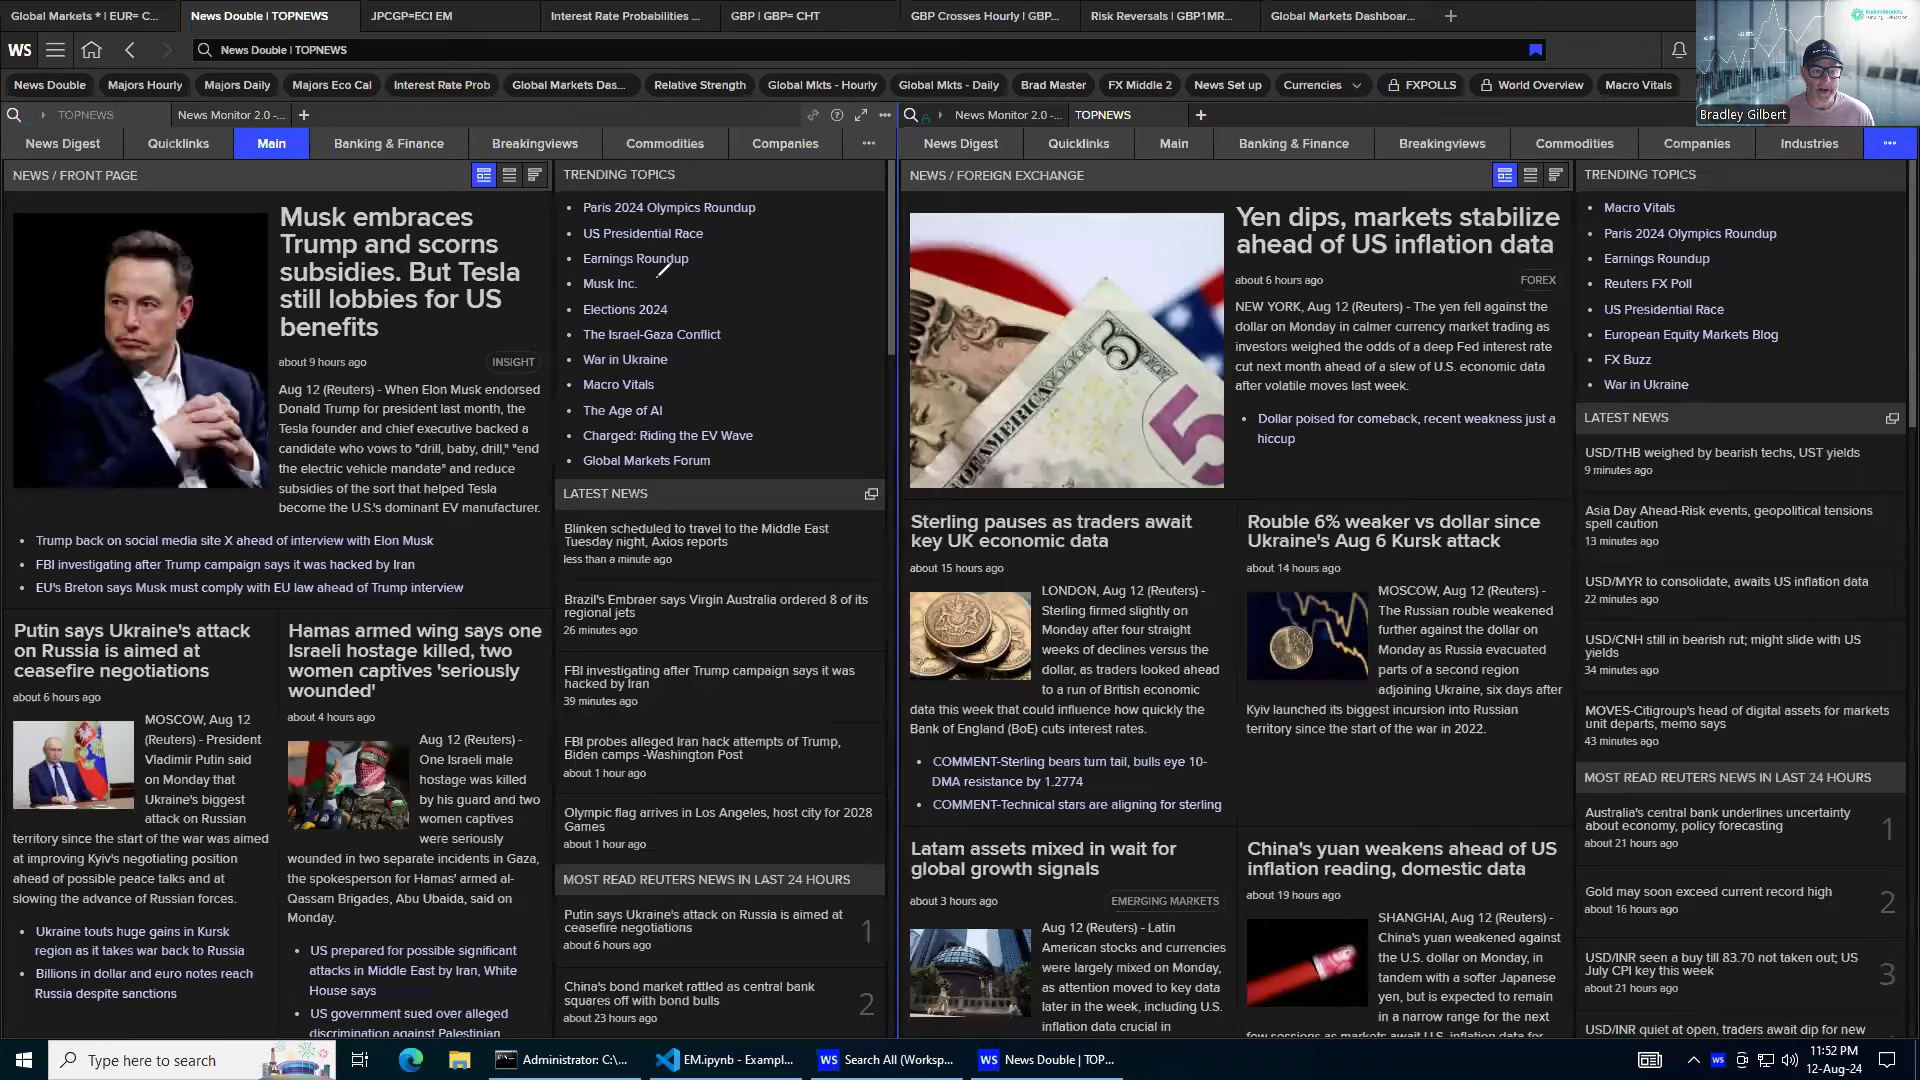 Global Markets * | EUR= C...
News Double | TOPNEWS
JPCGP=ECI EM
Interest Rate Probabilities ...
GBP | GBP= CHT
GBP Crosses Hourly | GBP...
Risk Reversals | GBP1MR...
Global Markets Dashboar...
WS
News Double | TOPNEWS
traders4traders
Bradley Gilbert
News Double
Majors Hourly
Majors Daily
Majors Eco Cal
Interest Rate Prob
Global Markets Das...
Relative Strength
Global Mkts - Hourly
Global Mkts - Daily
Brad Master
FX Middle 2
News Set up
Currencies
FXPOLLS
World Overview
Macro Vitals
TOPNEWS
News Monitor 2.0 -...
News Digest
Quicklinks
Main
Banking & Finance
Breakingviews
Commodities
Companies
NEWS / FRONT PAGE
Musk embraces
Trump and scorns
subsidies. But Tesla
still lobbies for US
benefits
about 9 hours ago
INSIGHT
Aug 12 (Reuters) - When Elon Musk endorsed
Donald Trump for president last month, the
Tesla founder and chief executive backed a
candidate who vows to "drill, baby, drill," "end
the electric vehicle mandate" and reduce
subsidies of the sort that helped Tesla
become the U.S.'s dominant EV manufacturer.
Trump back on social media site X ahead of interview with Elon Musk
FBI investigating after Trump campaign says it was hacked by Iran
EU's Breton says Musk must comply with EU law ahead of Trump interview
Putin says Ukraine's attack
on Russia is aimed at
ceasefire negotiations
about 6 hours ago
MOSCOW, Aug 12
(Reuters) - President
Vladimir Putin said
on Monday that
Ukraine's biggest
attack on Russian
territory since the start of the war was aimed
at improving Kyiv's negotiating position
ahead of possible peace talks and at
slowing the advance of Russian forces.
Ukraine touts huge gains in Kursk
region as it takes war back to Russia
Billions in dollar and euro notes reach
Russia despite sanctions
Hamas armed wing says one
Israeli hostage killed, two
women captives 'seriously
wounded'
about 4 hours ago
Aug 12 (Reuters) -
One Israeli male
hostage was killed
by his guard and two
women captives
were seriously
wounded in two separate incidents in Gaza,
the spokesperson for Hamas' armed al-
Qassam Brigades, Abu Ubaida, said on
Monday.
US prepared for possible significant
attacks in Middle East by Iran, White
House says
US government sued over alleged
discrimination against Palestinian
TRENDING TOPICS
Paris 2024 Olympics Roundup
US Presidential Race
Earnings Roundup
Musk Inc.
Elections 2024
The Israel-Gaza Conflict
War in Ukraine
Macro Vitals
The Age of AI
Charged: Riding the EV Wave
Global Markets Forum
LATEST NEWS
Blinken scheduled to travel to the Middle East
Tuesday night, Axios reports
less than a minute ago
Brazil's Embraer says Virgin Australia ordered 8 of its
regional jets
26 minutes ago
FBI investigating after Trump campaign says it was
hacked by Iran
39 minutes ago
FBI probes alleged Iran hack attempts of Trump,
Biden camps -Washington Post
about 1 hour ago
Olympic flag arrives in Los Angeles, host city for 2028
Games
about 1 hour ago
MOST READ REUTERS NEWS IN LAST 24 HOURS
Putin says Ukraine's attack on Russia is aimed at
ceasefire negotiations
about 6 hours ago
1
China's bond market rattled as central bank
squares off with bond bulls
about 23 hours ago
2
News Monitor 2.0 -...
TOPNEWS
News Digest
Quicklinks
Main
Banking & Finance
Breakingviews
Commodities
Companies
Industries
NEWS / FOREIGN EXCHANGE
Yen dips, markets stabilize
ahead of US inflation data
about 6 hours ago
FOREX
NEW YORK, Aug 12 (Reuters) - The yen fell against the
dollar on Monday in calmer currency market trading as
investors weighed the odds of a deep Fed interest rate
cut next month ahead of a slew of U.S. economic data
after volatile moves last week.
Dollar poised for comeback, recent weakness just a
hiccup
Sterling pauses as traders await
key UK economic data
about 15 hours ago
LONDON, Aug 12 (Reuters) -
Sterling firmed slightly on
Monday after four straight
weeks of declines versus the
dollar, as traders looked ahead
to a run of British economic
data this week that could influence how quickly the
Bank of England (BoE) cuts interest rates.
COMMENT-Sterling bears turn tail, bulls eye 10-
DMA resistance by 1.2774
COMMENT-Technical stars are aligning for sterling
Rouble 6% weaker vs dollar since
Ukraine's Aug 6 Kursk attack
about 14 hours ago
MOSCOW, Aug 12 (Reuters) -
The Russian rouble weakened
further against the dollar on
Monday as Russia evacuated
parts of a second region
adjoining Ukraine, six days after
Kyiv launched its biggest incursion into Russian
territory since the start of the war in 2022.
Latam assets mixed in wait for
global growth signals
about 3 hours ago
EMERGING MARKETS
Aug 12 (Reuters) - Latin
American stocks and currencies
were largely mixed on Monday,
as attention moved to key data
later in the week, including U.S.
inflation data crucial in
China's yuan weakens ahead of US
inflation reading, domestic data
about 19 hours ago
SHANGHAI, Aug 12 (Reuters) -
China's yuan weakened against
the U.S. dollar on Monday, in
tandem with a softer Japanese
yen, but is expected to remain
in a narrow range for the next
few sessions as markets await U.S. inflation data for
TRENDING TOPICS
Macro Vitals
Paris 2024 Olympics Roundup
Earnings Roundup
Reuters FX Poll
US Presidential Race
European Equity Markets Blog
FX Buzz
War in Ukraine
LATEST NEWS
USD/THB weighed by bearish techs, UST yields
9 minutes ago
Asia Day Ahead-Risk events, geopolitical tensions
spell caution
13 minutes ago
USD/MYR to consolidate, awaits US inflation data
22 minutes ago
USD/CNH still in bearish rut; might slide with US
yields
34 minutes ago
MOVES-Citigroup's head of digital assets for markets
unit departs, memo says
43 minutes ago
MOST READ REUTERS NEWS IN LAST 24 HOURS
Australia's central bank underlines uncertainty
about economy, policy forecasting
about 21 hours ago
1
Gold may soon exceed current record high
about 16 hours ago
2
USD/INR seen a buy till 83.70 not taken out; US
July CPI key this week
about 21 hours ago
3
USD/INR quiet at open, traders await dip for new
Type here to search
Administrator: C:\...
EM.ipynb - Exampl...
WS
Search All (Worksp...
WS
News Double | TOP...
WS
11:52 PM
12-Aug-24